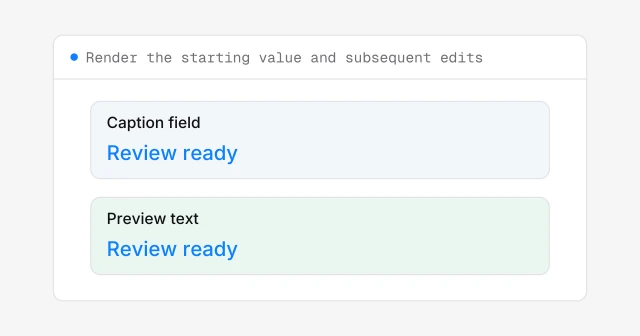 Render the starting value and subsequent edits
Caption field
Review ready
Preview text
Review ready